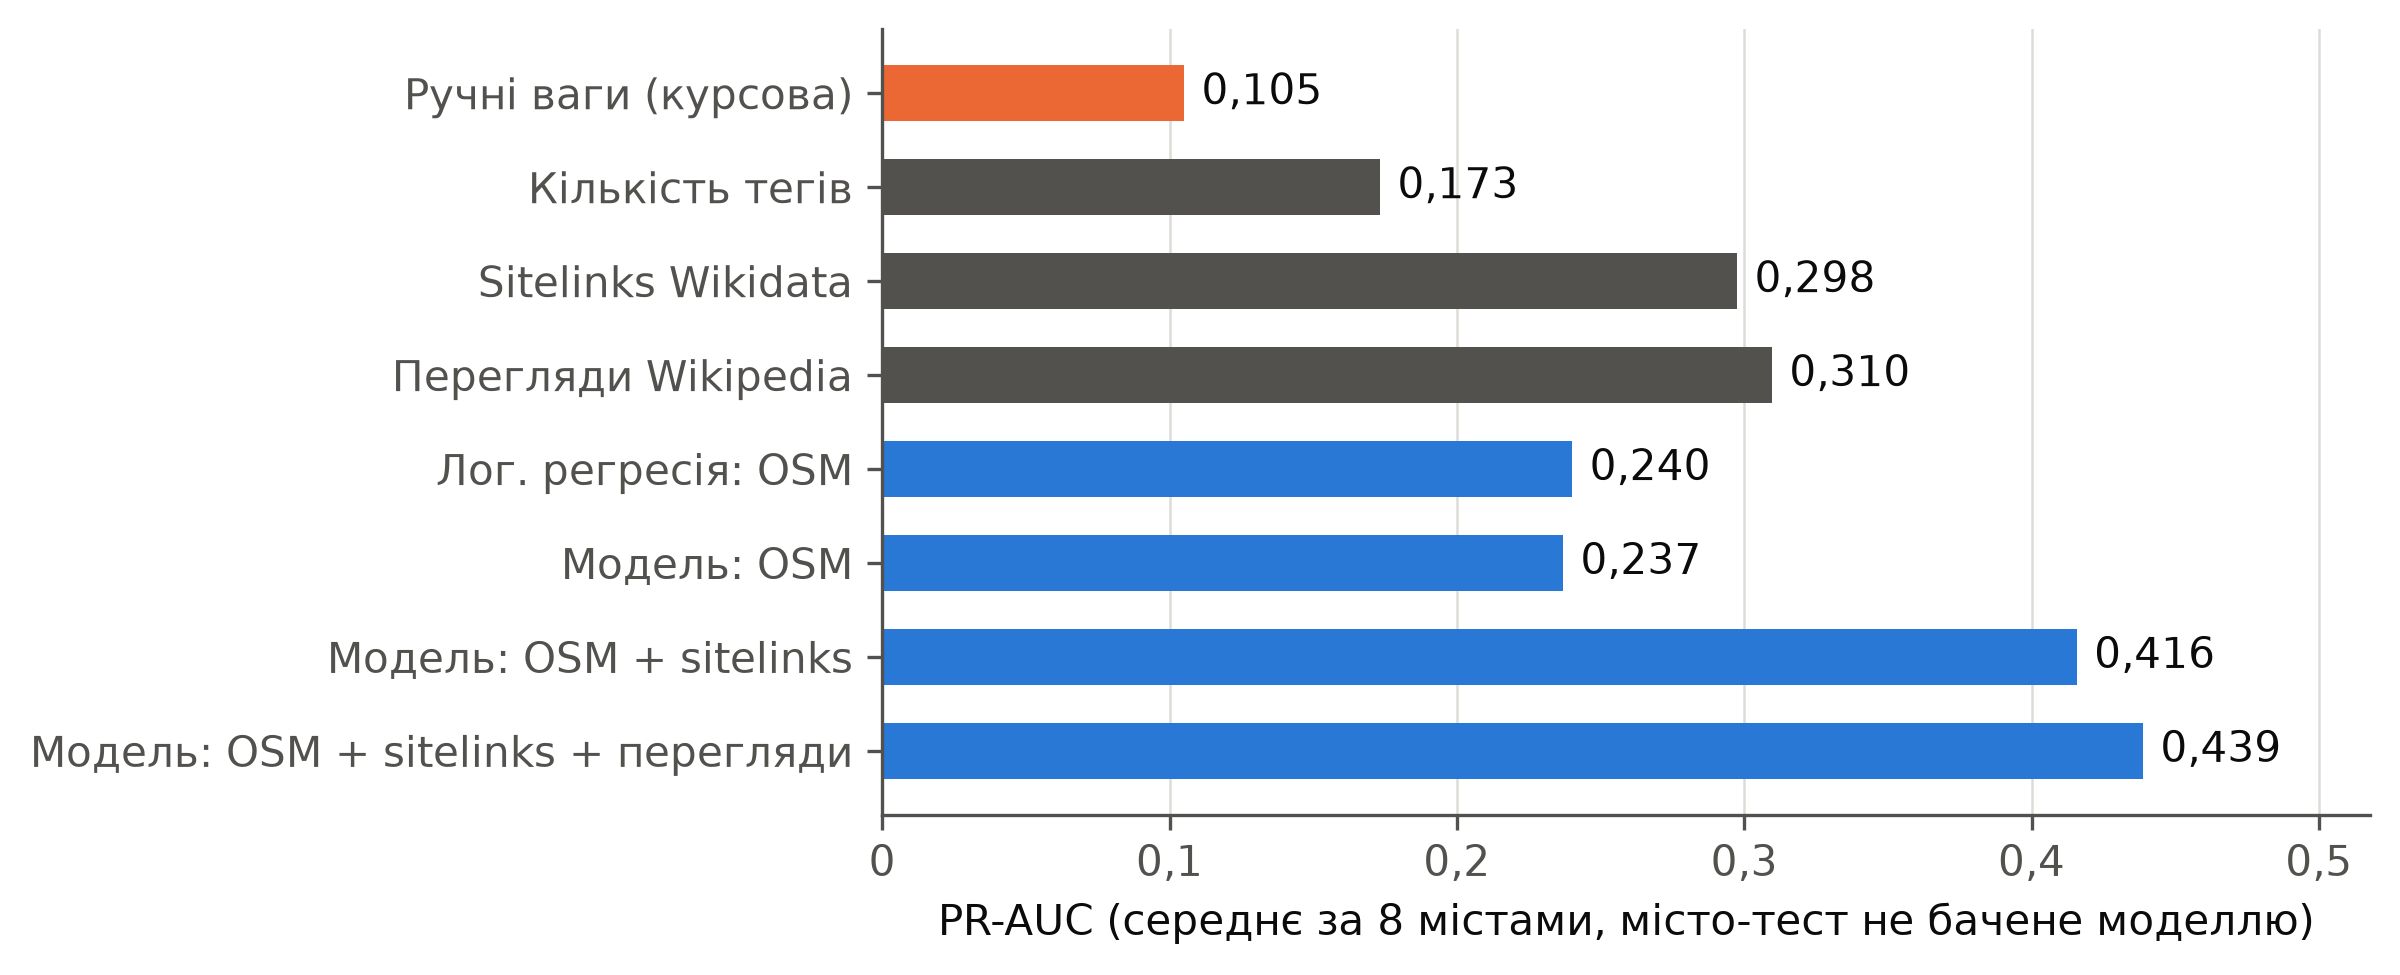 Ручні ваги (курсова) 0,105
Кількість тегів 0,173
Sitelinks Wikidata 0,298
Перегляди Wikipedia 0,310
Лог. регресія: OSM 0,240
Модель: OSM 0,237
Модель: OSM + sitelinks 0,416
Модель: OSM + sitelinks + перегляди 0,439
0 0,1 0,2 0,3 0,4 0,5
PR-AUC (середнє за 8 містами, місто-тест не бачене моделлю)